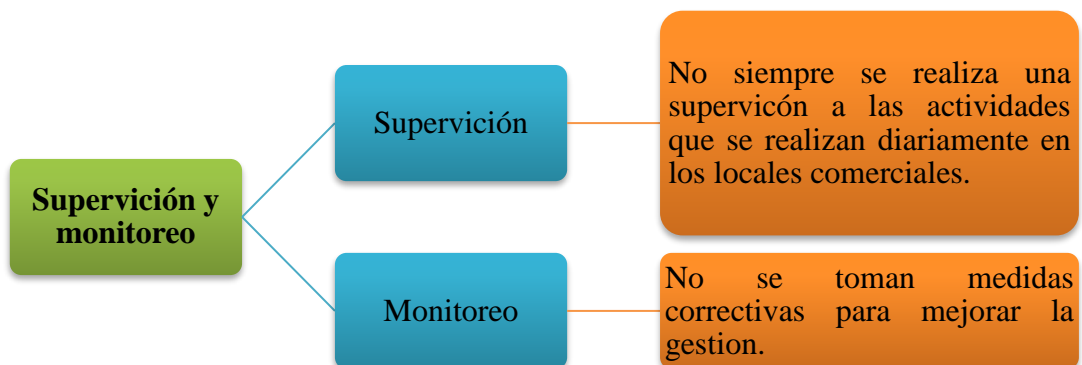 Supervición y
monitoreo
Supervición
No siempre se realiza una
supervicón a las actividades
que se realizan diariamente en
los locales comerciales.
Monitoreo
No se toman medidas
correctivas para mejorar la
gestion.